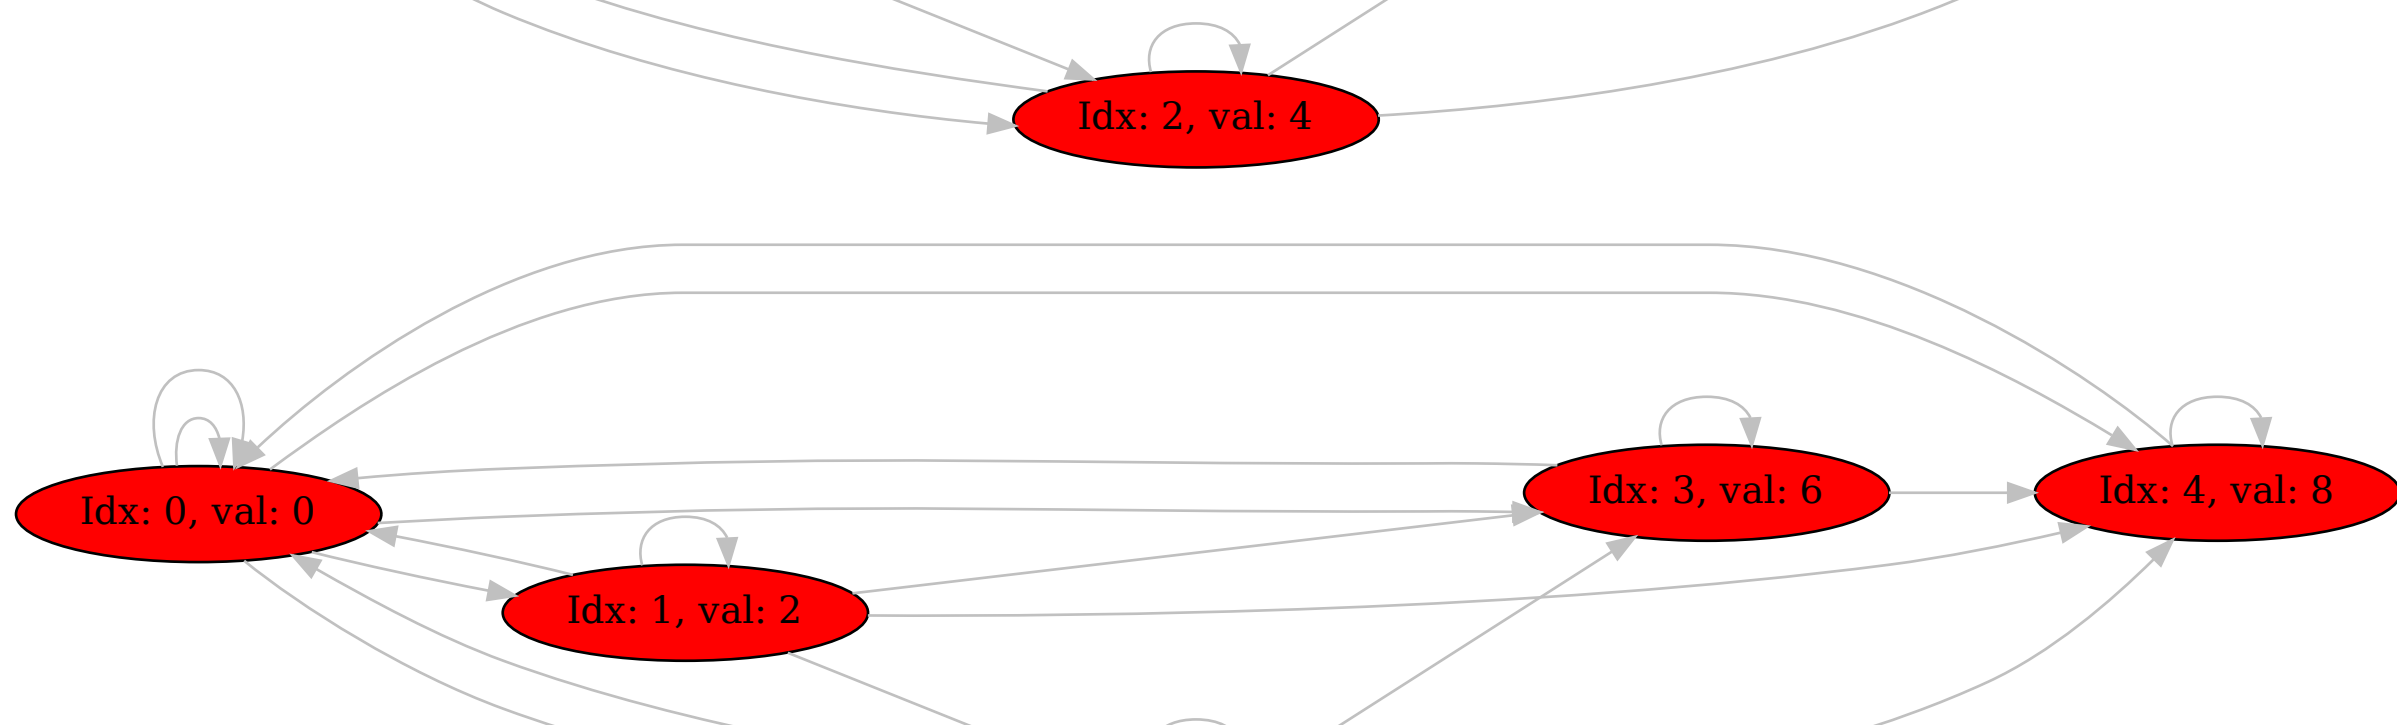 Idx: 2, val: 4
Idx: 0, val: 0
Idx: 3, val: 6
Idx: 4, val: 8
Idx: 1, val: 2